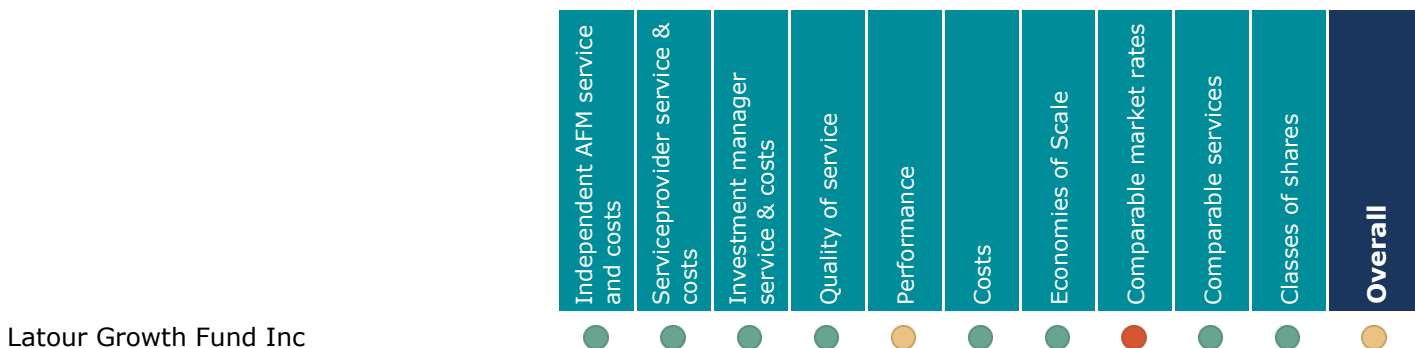 Independent AFM service
and costs
Serviceprovider service &
costs
Investment manager
service & costs
Quality of service
Performance
Costs
Economies of Scale
Comparable market rates
Comparable services
Classes of shares
Overall
Latour Growth Fund Inc